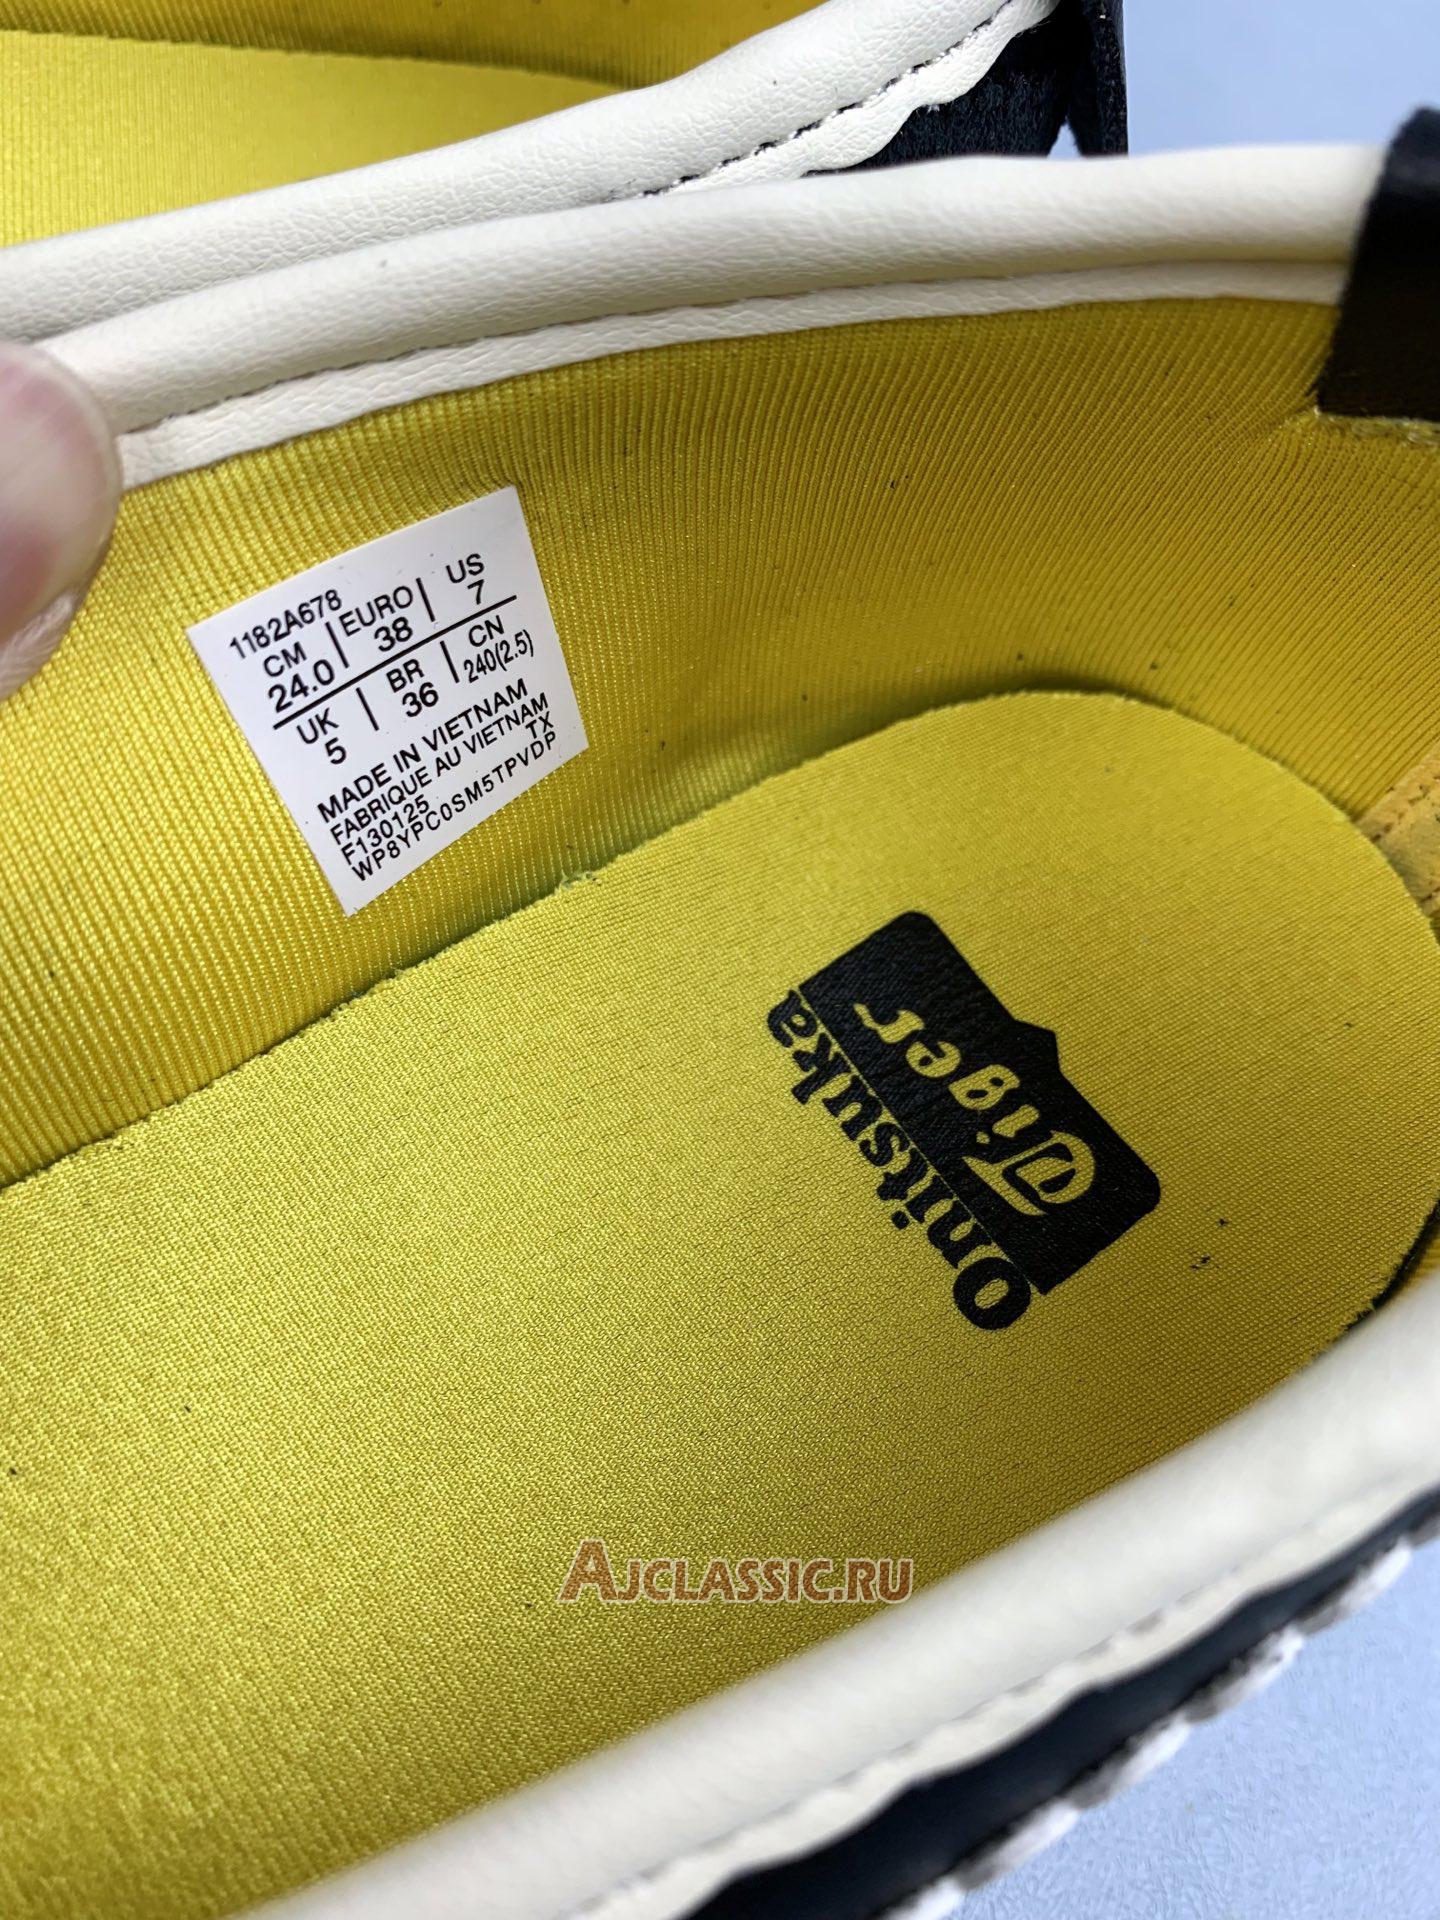 1182A678
CM | EURO | US
24.0 | 38 | 7
UK | BR | CN
5 | 36 | 240(2.5)
MADE IN VIETNAM
FABRIQUE AU VIETNAM
F130125 TX
WP8YPC0SM5TPVDP
Onitsuka
Tiger
AJCLASSIC.RU